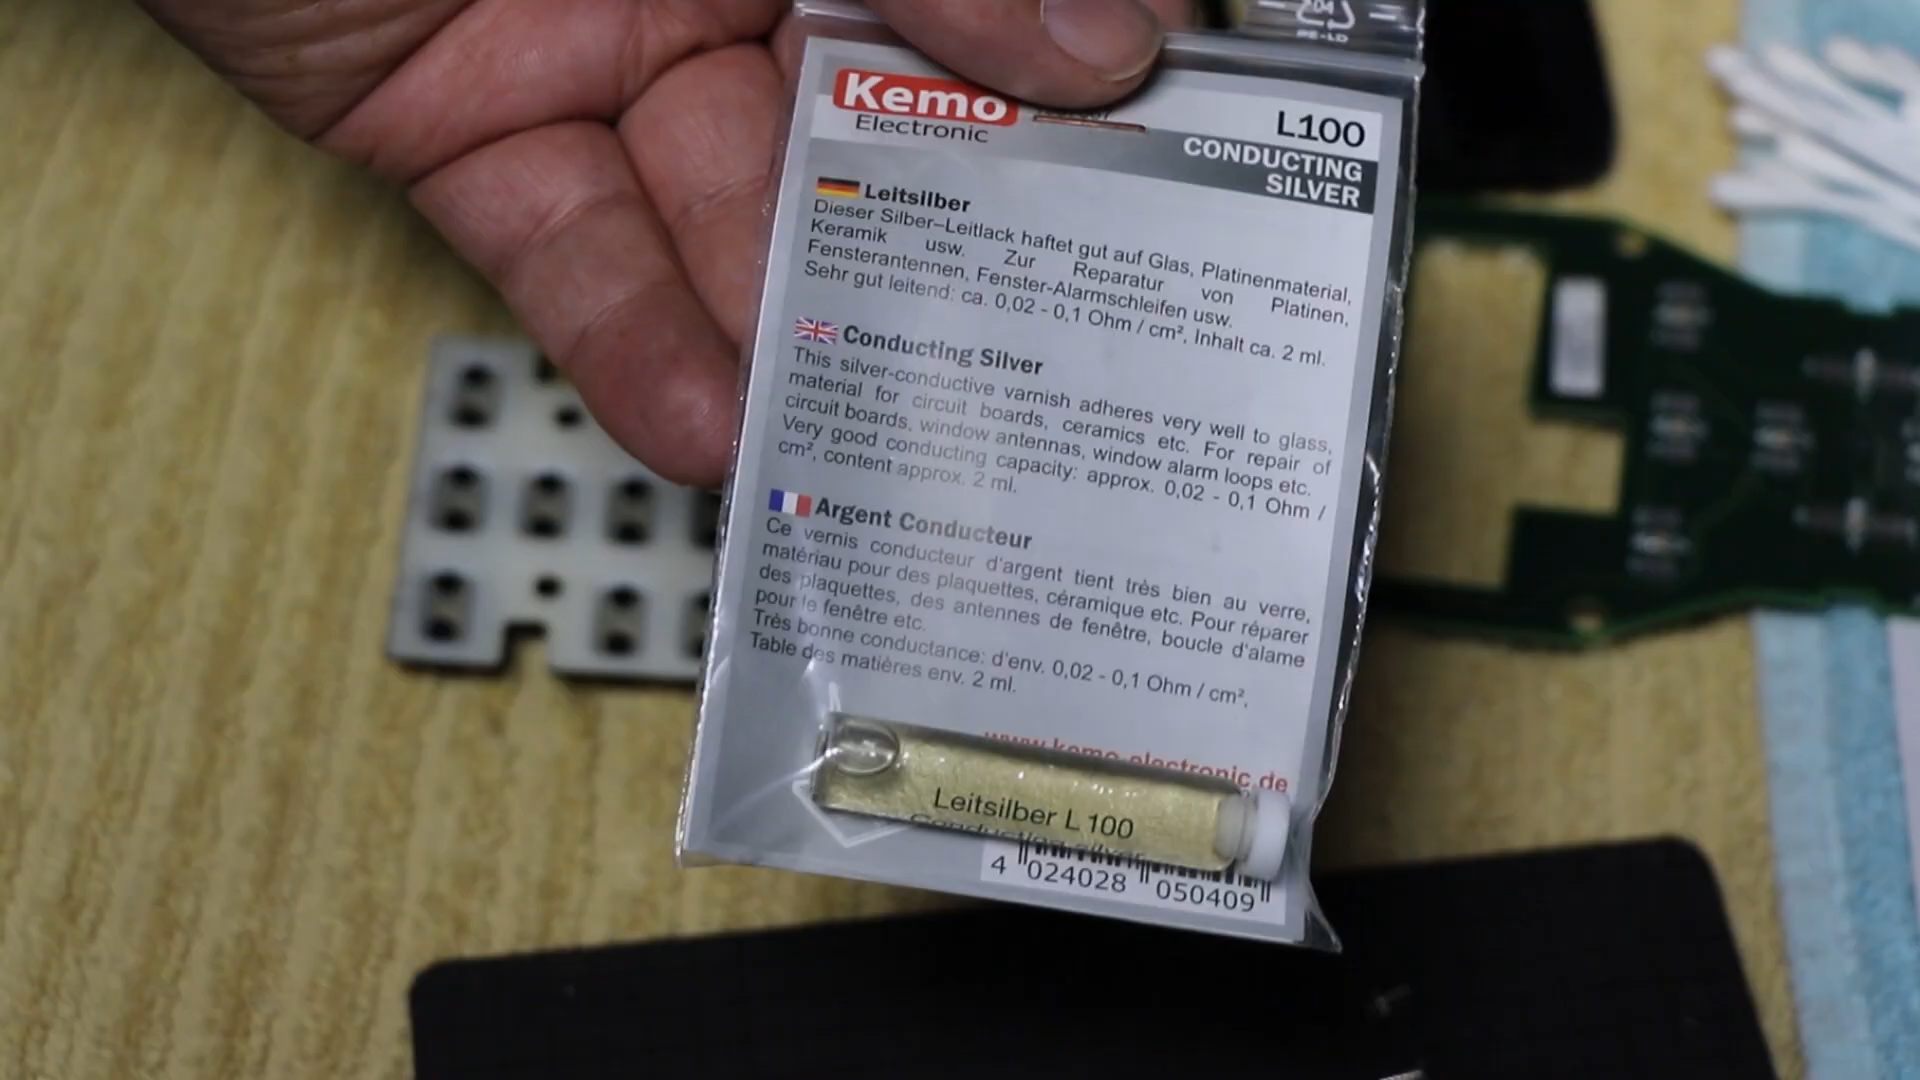 04
PE-LD
Kemo
Electronic
L100
CONDUCTING
SILVER
Leitsilber
Dieser Silber-Leitlack haftet gut auf Glas, Platinenmaterial,
Keramik usw. Zur Reparatur von Platinen,
Fensterantennen, Fenster-Alarmschleifen usw.
Sehr gut leitend: ca. 0,02 - 0,1 Ohm / cm², Inhalt ca. 2 ml.
Conducting Silver
This silver-conductive varnish adheres very well to glass,
material for circuit boards, ceramics etc. For repair of
circuit boards, window antennas, window alarm loops etc.
Very good conducting capacity: approx. 0,02 - 0,1 Ohm /
cm², content approx. 2 ml.
Argent Conducteur
Ce vernis conducteur d'argent tient très bien au verre,
matériau pour des plaquettes, céramique etc. Pour réparer
des plaquettes, des antennes de fenêtre, boucle d'alame
pour le fenêtre etc.
Très bonne conductance: d'env. 0,02 - 0,1 Ohm / cm²,
Table des matières env. 2 ml.
www.kemo-electronic.de
Leitsilber L 100
Conducting silver
4 024028 050409